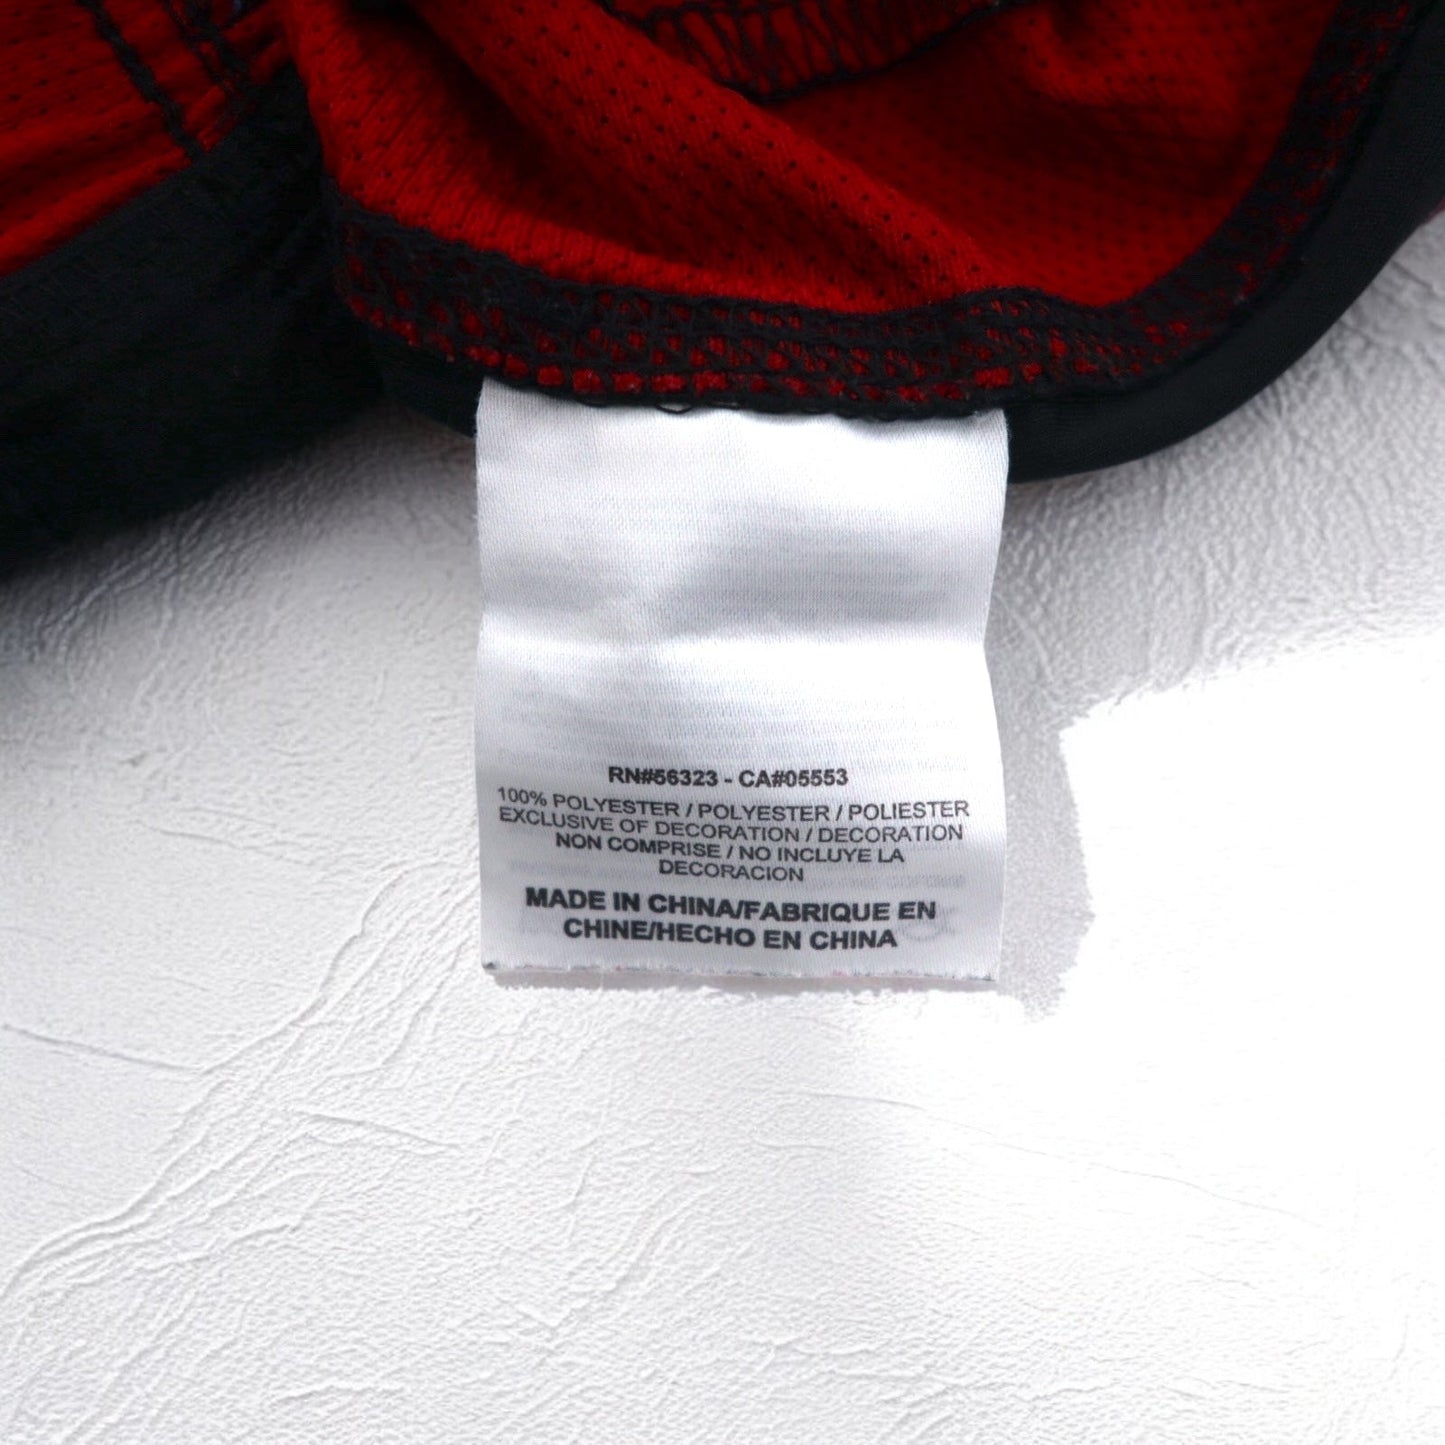 RN#56323 - CA#05553
100% POLYESTER / POLYESTER / POLIESTER
EXCLUSIVE OF DECORATION / DECORATION
NON COMPRISE / NO INCLUYE LA
DECORACION
MADE IN CHINA/FABRIQUE EN
CHINE/HECHO EN CHINA